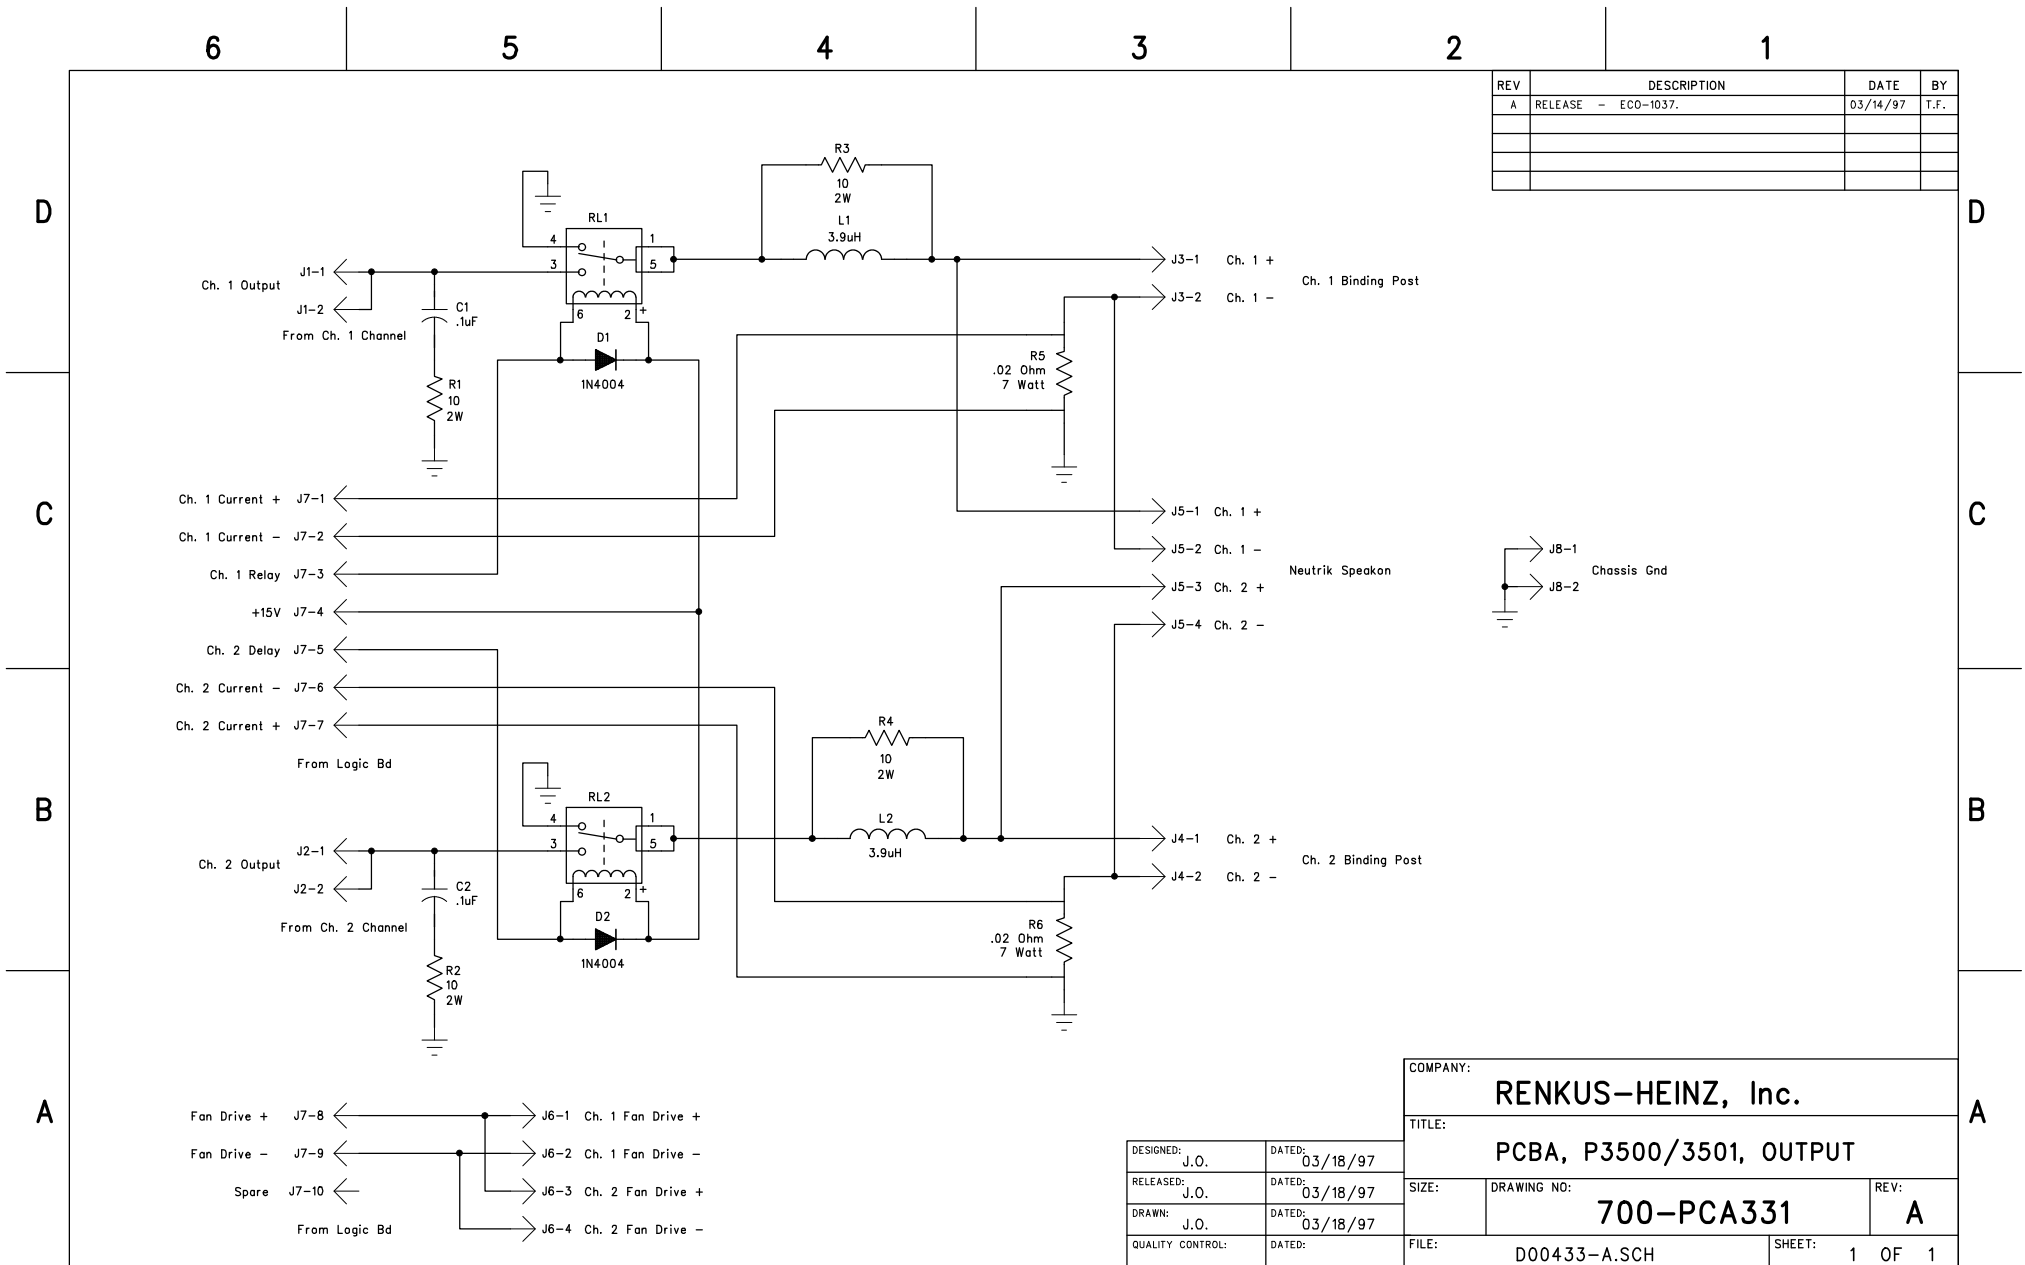 6 5 4 3 2 1
REV DESCRIPTION DATE BY
A RELEASE - ECO-1037. 03/14/97 T.F.
D D
R3
10
2W
L1
3.9uH
RL1
4 1
3 5
6 2 +
J1-1
Ch. 1 Output
J1-2
From Ch. 1 Channel
C1
.1uF
D1
1N4004
R1
10
2W
J3-1 Ch. 1 +
Ch. 1 Binding Post
J3-2 Ch. 1 -
R5
.02 Ohm
7 Watt
C C
Ch. 1 Current + J7-1
Ch. 1 Current - J7-2
Ch. 1 Relay J7-3
+15V J7-4
Ch. 2 Delay J7-5
Ch. 2 Current - J7-6
Ch. 2 Current + J7-7
From Logic Bd
J5-1 Ch. 1 +
J5-2 Ch. 1 -
Neutrik Speakon
J5-3 Ch. 2 +
J5-4 Ch. 2 -
J8-1
Chassis Gnd
J8-2
B B
R4
10
2W
L2
3.9uH
RL2
4 1
3 5
6 2 +
J2-1
Ch. 2 Output
J2-2
From Ch. 2 Channel
C2
.1uF
D2
1N4004
R2
10
2W
J4-1 Ch. 2 +
Ch. 2 Binding Post
J4-2 Ch. 2 -
R6
.02 Ohm
7 Watt
A A
Fan Drive + J7-8
Fan Drive - J7-9
Spare J7-10
From Logic Bd
J6-1 Ch. 1 Fan Drive +
J6-2 Ch. 1 Fan Drive -
J6-3 Ch. 2 Fan Drive +
J6-4 Ch. 2 Fan Drive -
COMPANY:
RENKUS-HEINZ, Inc.
TITLE:
PCBA, P3500/3501, OUTPUT
DESIGNED: J.O. DATED: 03/18/97
RELEASED: J.O. DATED: 03/18/97
DRAWN: J.O. DATED: 03/18/97
QUALITY CONTROL: DATED:
SIZE: DRAWING NO: REV:
700-PCA331 A
FILE: D00433-A.SCH SHEET: 1 OF 1